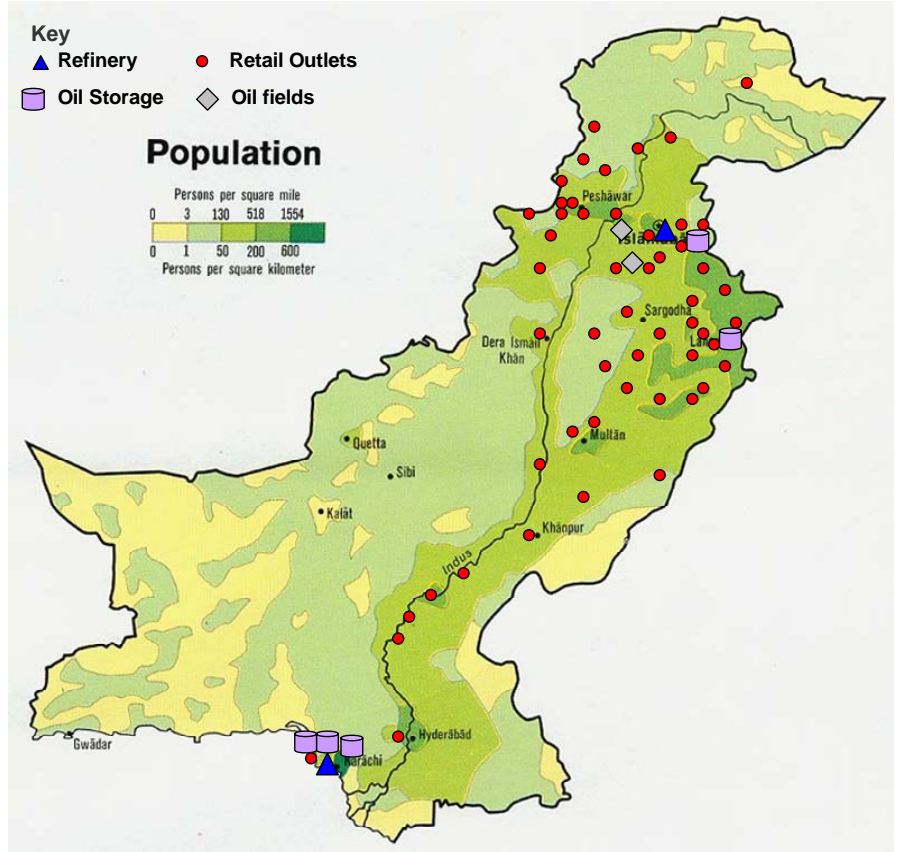 Key
Refinery
Retail Outlets
Oil Storage
Oil fields
Population
Persons per square mile
0 3 130 518 1554
0 1 50 200 600
Persons per square kilometer
Peshāwar
Sargodha
Dera Ismāīl
Khān
Quetta
Multān
Sibi
Kalāt
Khānpur
Indus
Gwādar
Hyderābād
Karāchi